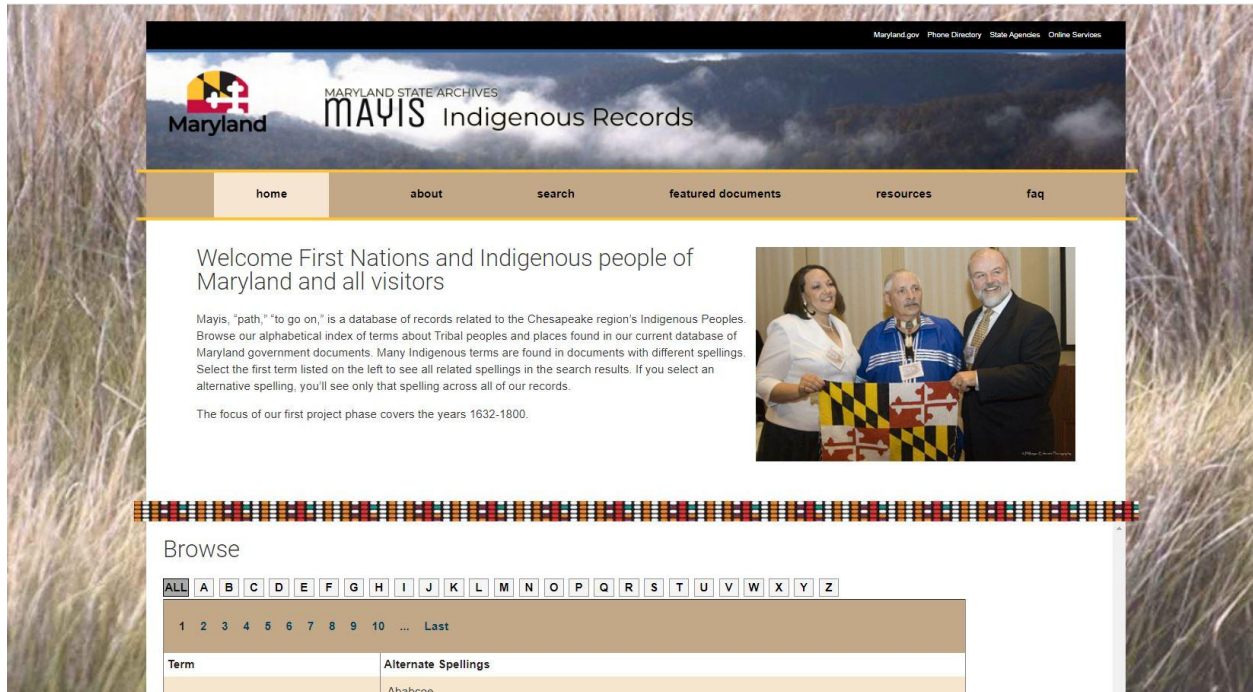 Maryland.gov Phone Directory State Agencies Online Services
Maryland
MARYLAND STATE ARCHIVES
MAYIS Indigenous Records
home about search featured documents resources faq
Welcome First Nations and Indigenous people of
Maryland and all visitors
Mayis, “path,” “to go on,” is a database of records related to the Chesapeake region's Indigenous Peoples.
Browse our alphabetical index of terms about Tribal peoples and places found in our current database of
Maryland government documents. Many Indigenous terms are found in documents with different spellings.
Select the first term listed on the left to see all related spellings in the search results. If you select an
alternative spelling, you'll see only that spelling across all of our records.
The focus of our first project phase covers the years 1632-1800.
Browse
ALL A B C D E F G H I J K L M N O P Q R S T U V W X Y Z
1 2 3 4 5 6 7 8 9 10 ... Last
Term Alternate Spellings